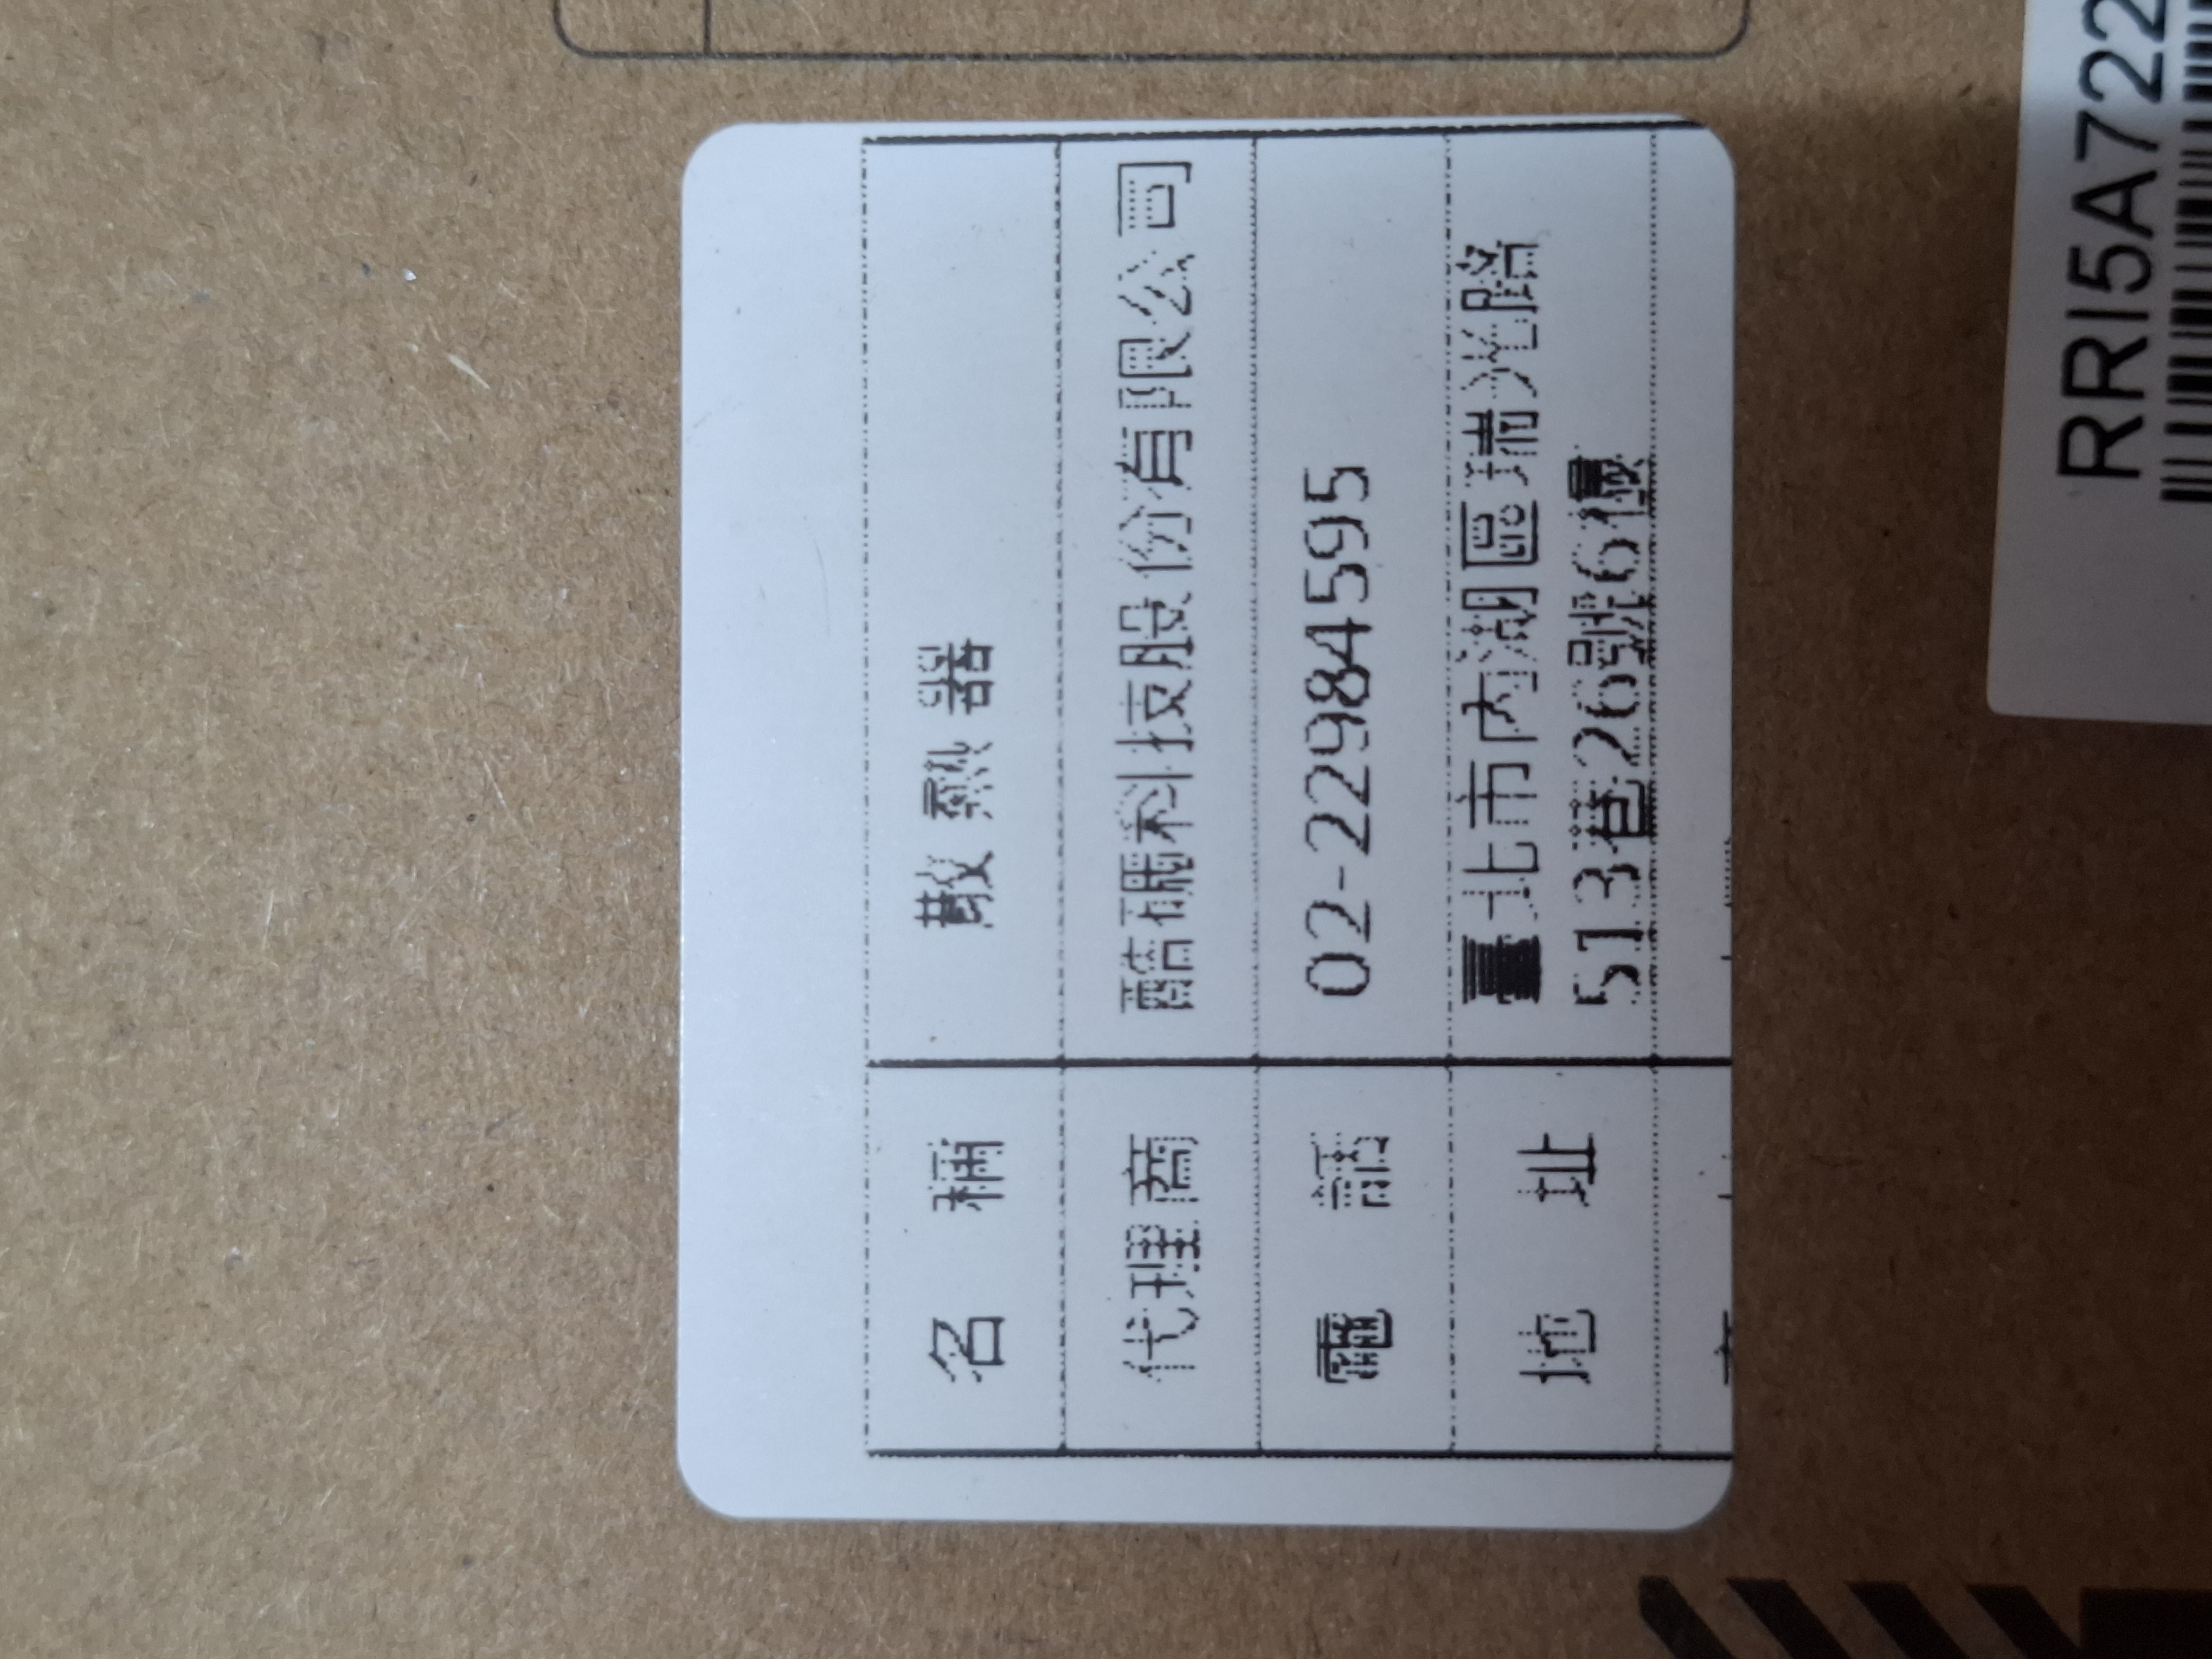 名 稱 散 熱 器
代理商 酷碼科技股份有限公司
電 話 02-22984595
地 址 臺北市內湖區瑞光路
513巷26號6樓
RRI5A722